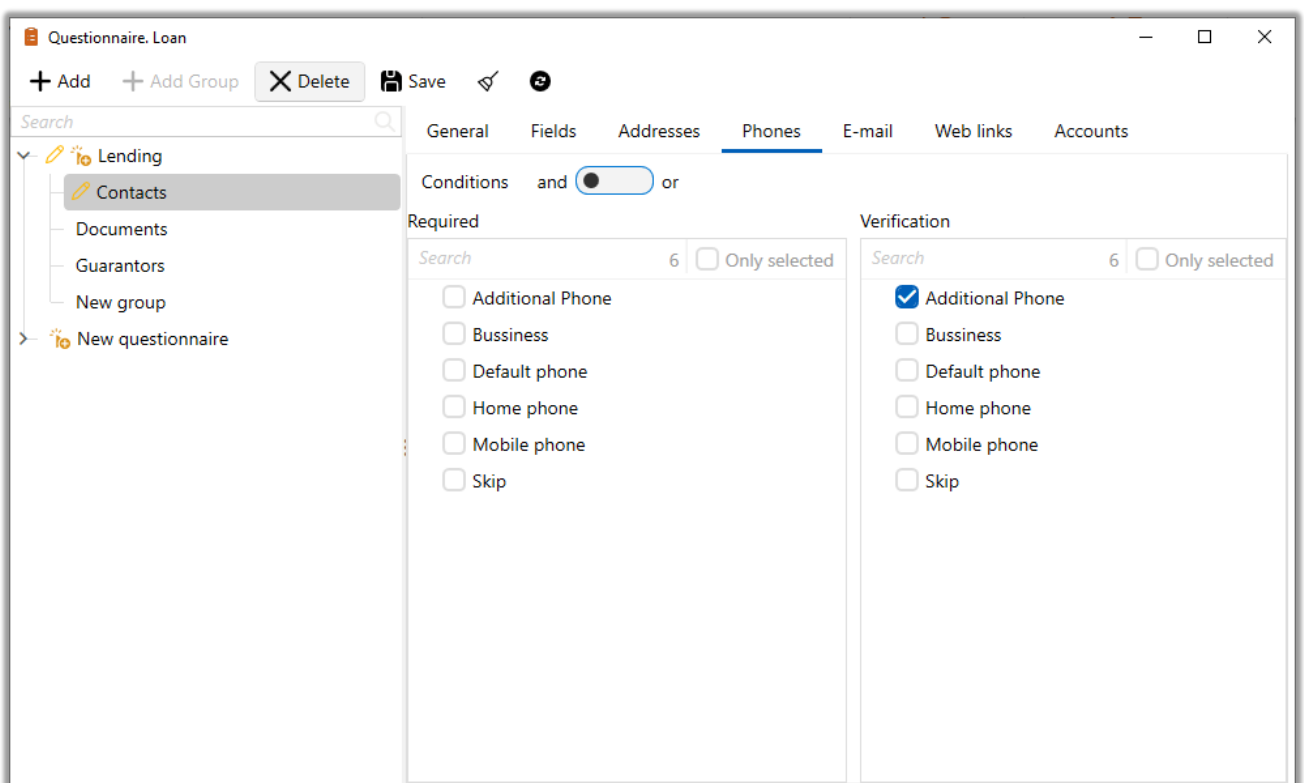 Questionnaire. Loan
Add Add Group Delete Save
Search
Lending
Contacts
Documents
Guarantors
New group
New questionnaire
General Fields Addresses Phones E-mail Web links Accounts
Conditions and or
Required
Search 6 Only selected
Additional Phone
Bussiness
Default phone
Home phone
Mobile phone
Skip
Verification
Search 6 Only selected
Additional Phone
Bussiness
Default phone
Home phone
Mobile phone
Skip